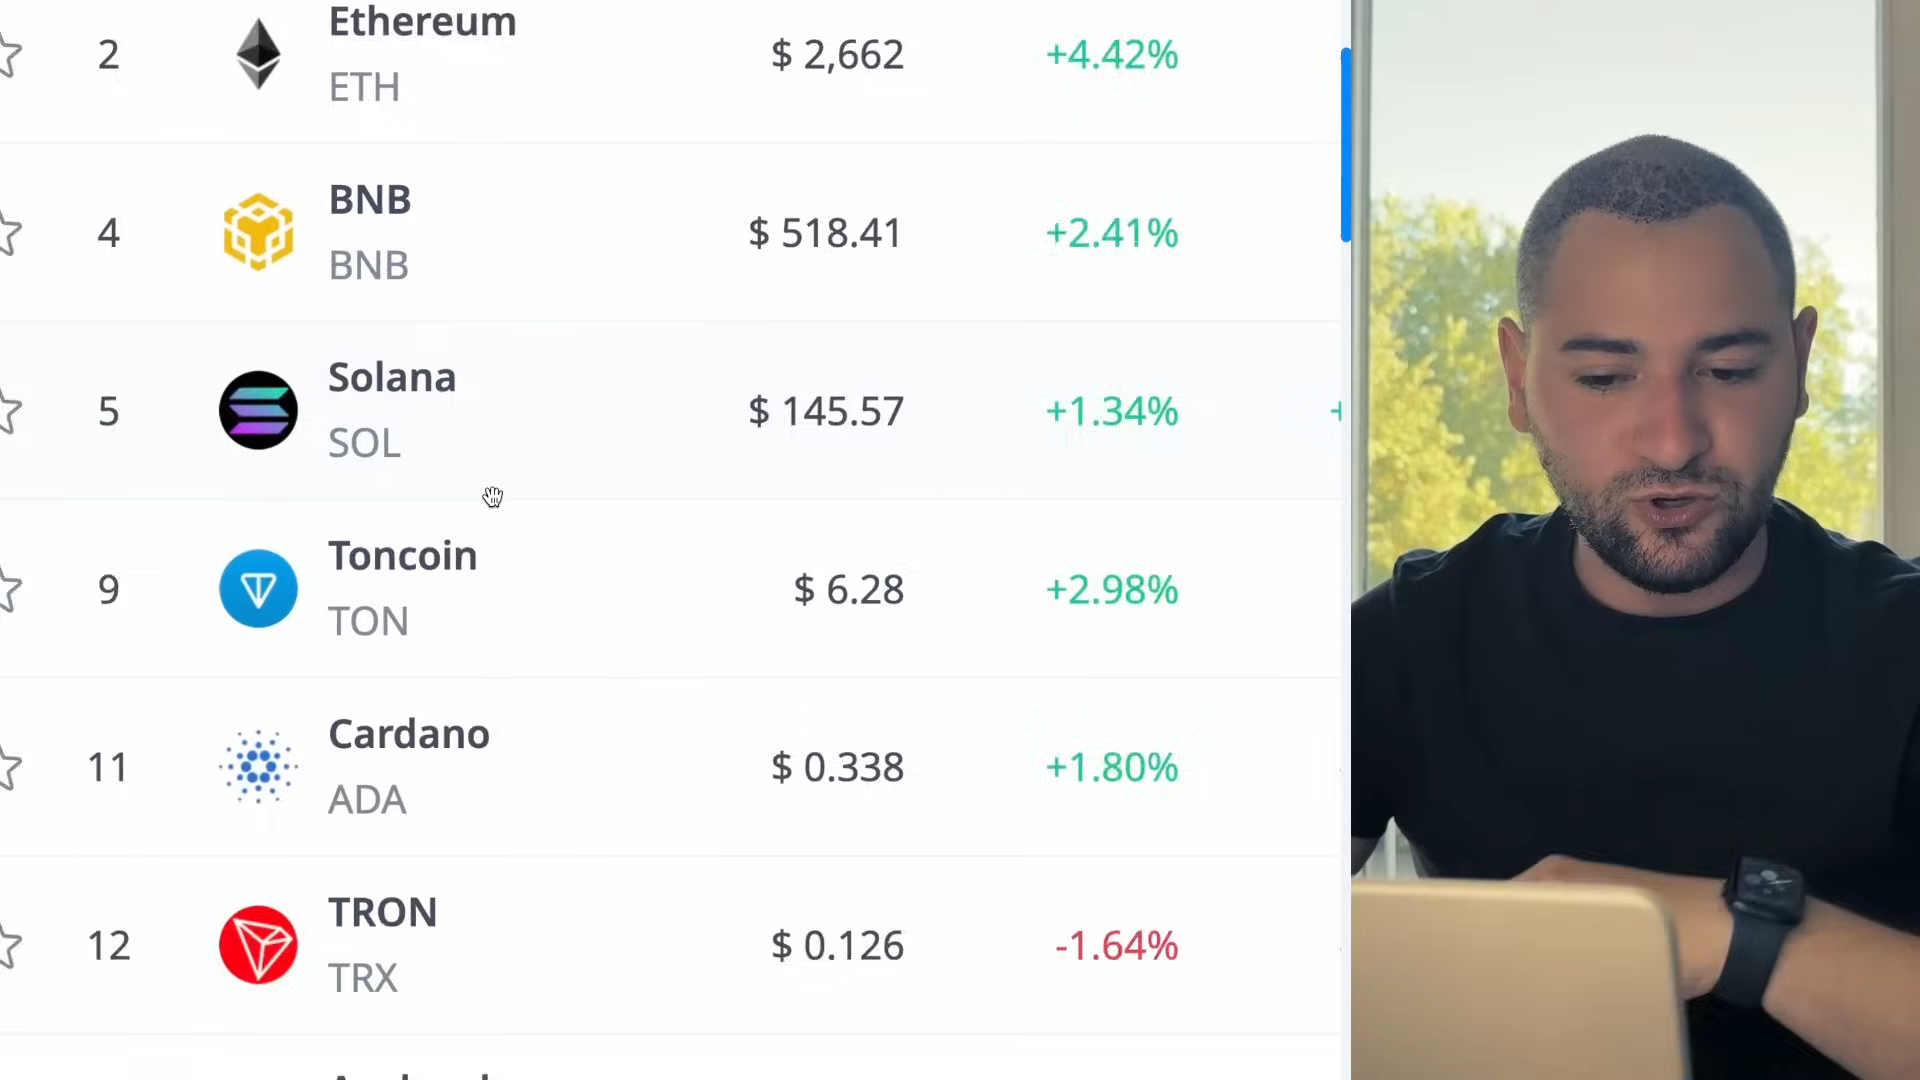 Ethereum
2 $ 2,662 +4.42%
ETH
BNB
4 $ 518.41 +2.41%
BNB
Solana
5 $ 145.57 +1.34%
SOL
Toncoin
9 $ 6.28 +2.98%
TON
Cardano
11 $ 0.338 +1.80%
ADA
TRON
12 $ 0.126 -1.64%
TRX